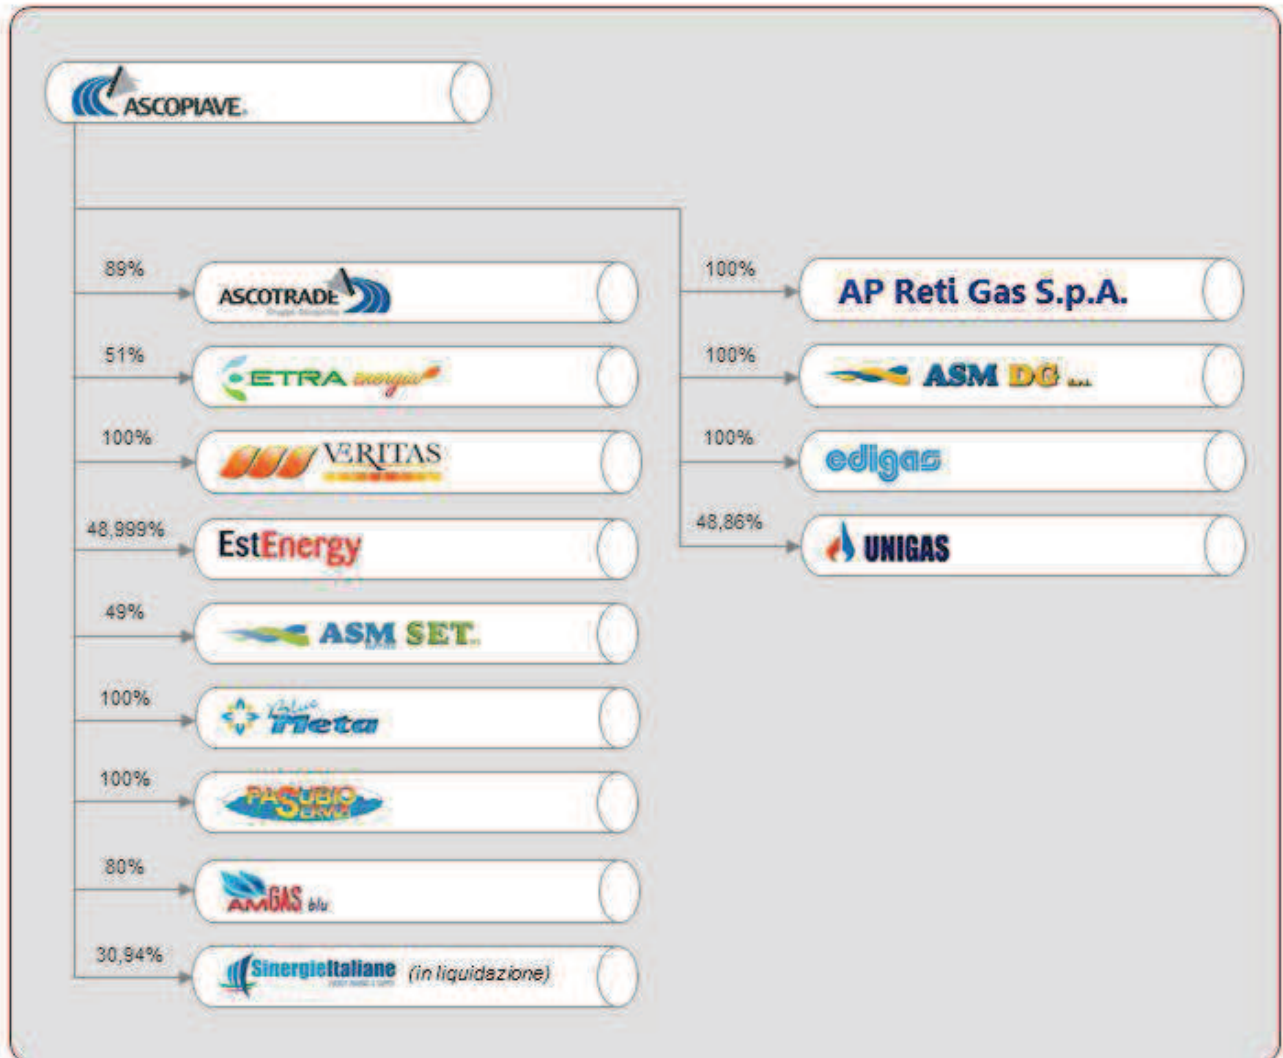 ASCOPIAVE
89%
ASCOTRADE
51%
ETRA energia
100%
VERITAS
48,999%
EstEnergy
49%
ASM SET
100%
Blue Meta
100%
PASUBIO
SERVIZI
80%
AMGAS blu
30,94%
SinergieItaliane (in liquidazione)
100%
AP Reti Gas S.p.A.
100%
ASM DG
100%
edigas
48,86%
UNIGAS